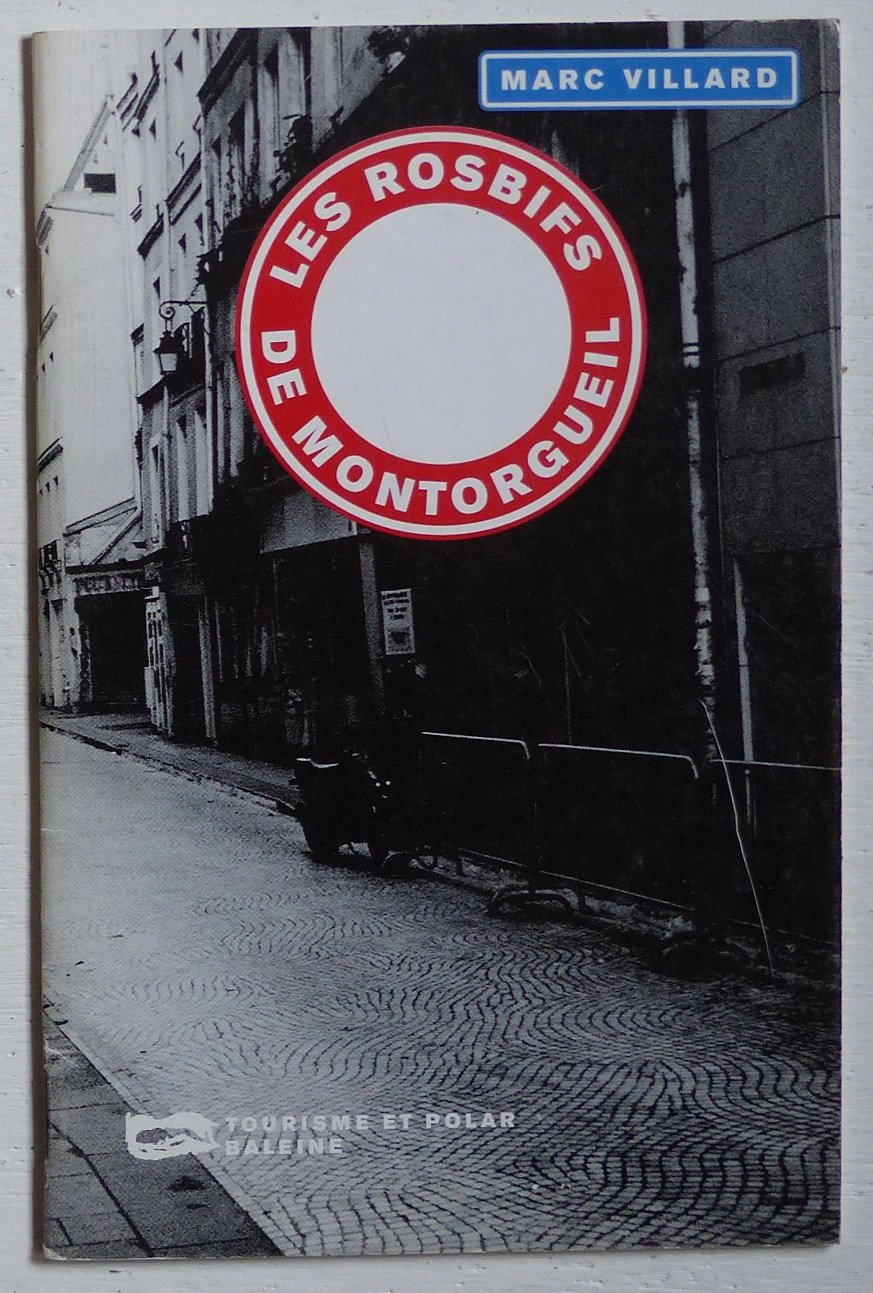 MARC VILLARD
LES ROSBIFS
DE MONTORGUEIL
TOURISME ET POLAR
BALEINE